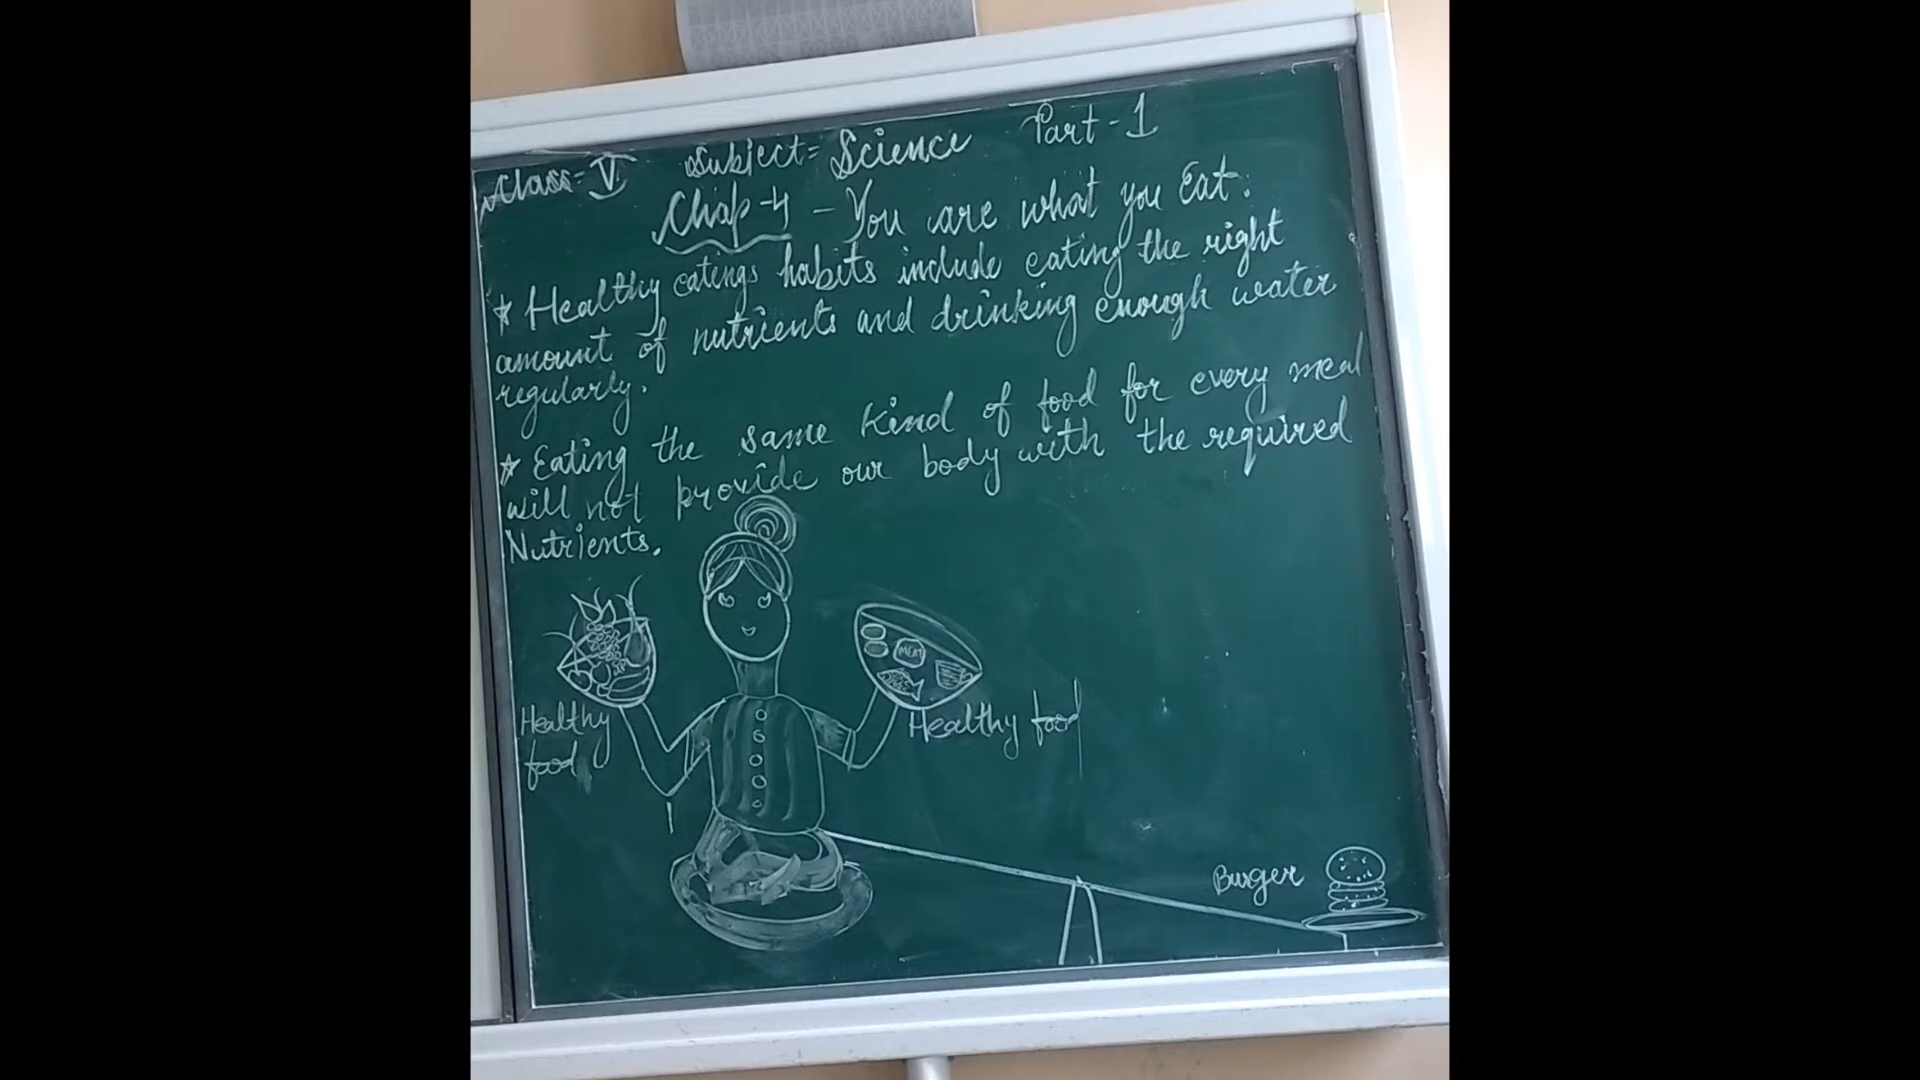 Class = V Subject = Science Part - 1
Chap-4 - You are what you Eat.
★ Healthy eatings habits include eating the right
amount of nutrients and drinking enough water
regularly.
★ Eating the same kind of food for every meal
will not provide our body with the required
Nutrients.
MEAT
Healthy
food
Healthy food
Burger